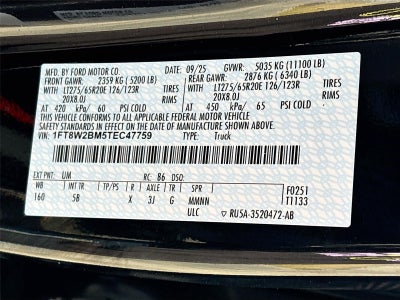 MFD. BY FORD MOTOR CO. 09/25 GVWR: 5035 KG (11100 LB)
FRONT GAWR: 2359 KG (5200 LB) REAR GAWR: 2876 KG (6340 LB)
LT275/65R20E 126/123R TIRES LT275/65R20E 126/123R TIRES
20X8.0J RIMS 20X8.0J RIMS
AT 420 kPa/ 60 PSI COLD AT 450 kPa/ 65 PSI COLD
THIS VEHICLE CONFORMS TO ALL APPLICABLE FEDERAL MOTOR VEHICLE
SAFETY STANDARDS IN EFFECT ON THE DATE OF MANUFACTURE SHOWN ABOVE.
VIN: 1FT8W2BM5TEC47759 TYPE: Truck
EXT PNT: UM RC: 86 DSO:
WB INT TR TP/PS R AXLE TR SPR F0251
160 5B X 3J G MMNN T1133
ULC RU5A-3520472-AB